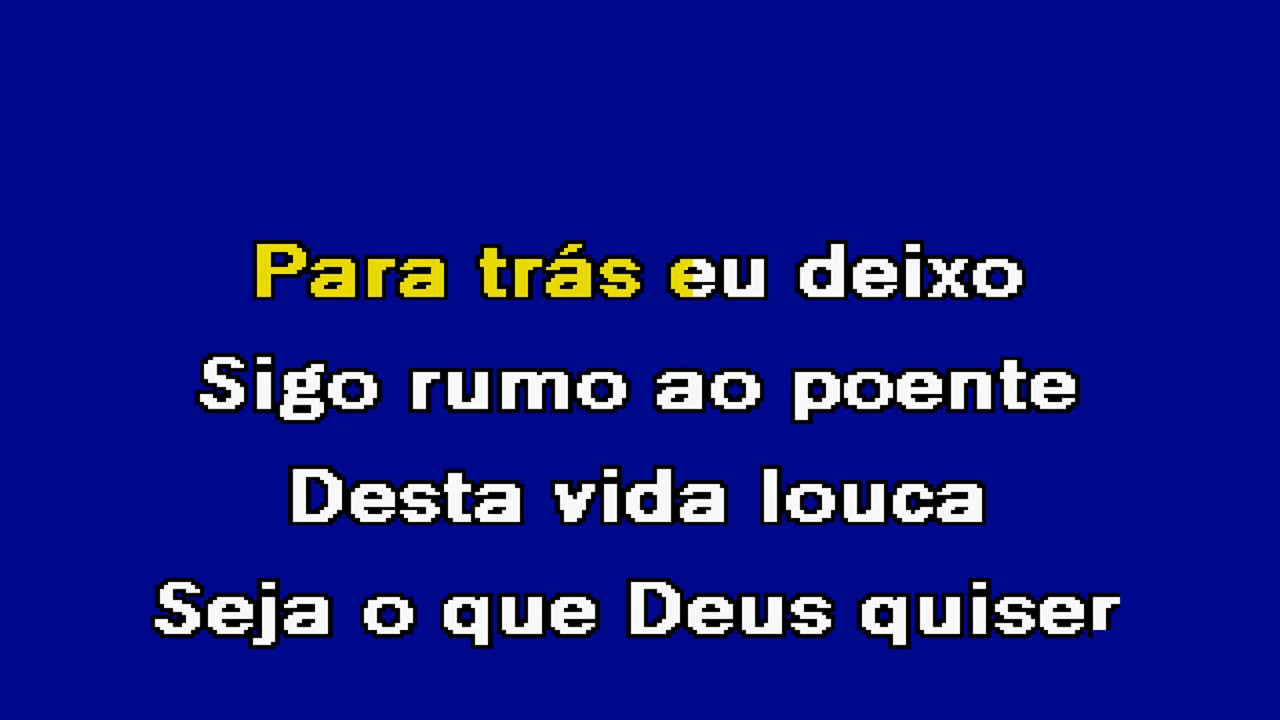 Para trás eu deixo
Sigo rumo ao poente
Desta vida louca
Seja o que Deus quiser